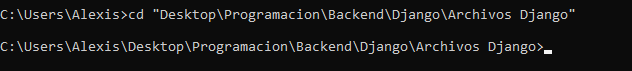 C:\Users\Alexis>cd "Desktop\Programacion\Backend\Django\Archivos Django"
C:\Users\Alexis\Desktop\Programacion\Backend\Django\Archivos Django>